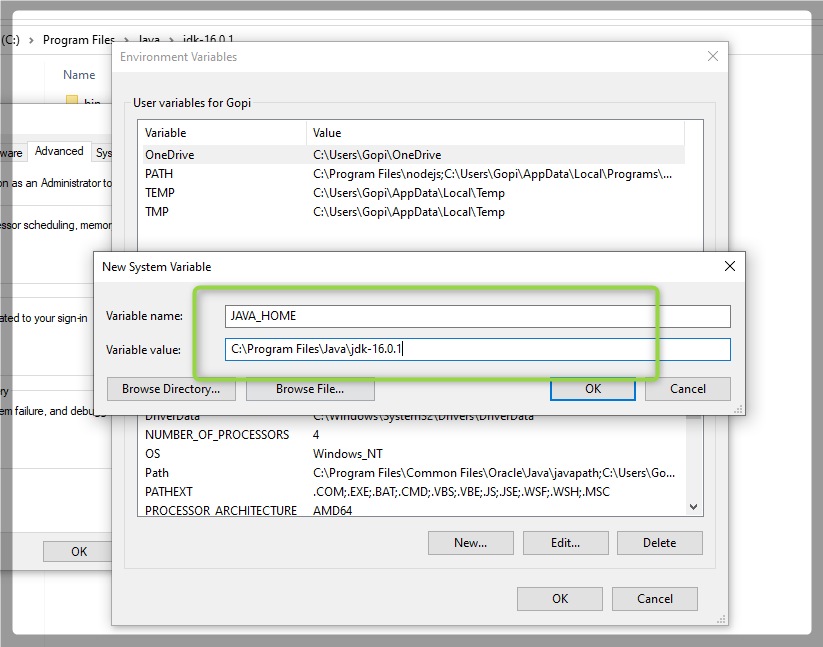 (C:) > Program Files > Java > jdk-16.0.1
Name
bin
Environment Variables
User variables for Gopi
Variable Value
OneDrive C:\Users\Gopi\OneDrive
PATH C:\Program Files\nodejs;C:\Users\Gopi\AppData\Local\Programs\...
TEMP C:\Users\Gopi\AppData\Local\Temp
TMP C:\Users\Gopi\AppData\Local\Temp
ware Advanced Sys
on as an Administrator to
essor scheduling, memor
ated to your sign-in
ry
em failure, and debug
OK
New System Variable
Variable name: JAVA_HOME
Variable value: C:\Program Files\Java\jdk-16.0.1
Browse Directory... Browse File... OK Cancel
DriverData C:\Windows\System32\Drivers\DriverData
NUMBER_OF_PROCESSORS 4
OS Windows_NT
Path C:\Program Files\Common Files\Oracle\Java\javapath;C:\Users\Go...
PATHEXT .COM;.EXE;.BAT;.CMD;.VBS;.VBE;.JS;.JSE;.WSF;.WSH;.MSC
PROCESSOR_ARCHITECTURE AMD64
New... Edit... Delete
OK Cancel